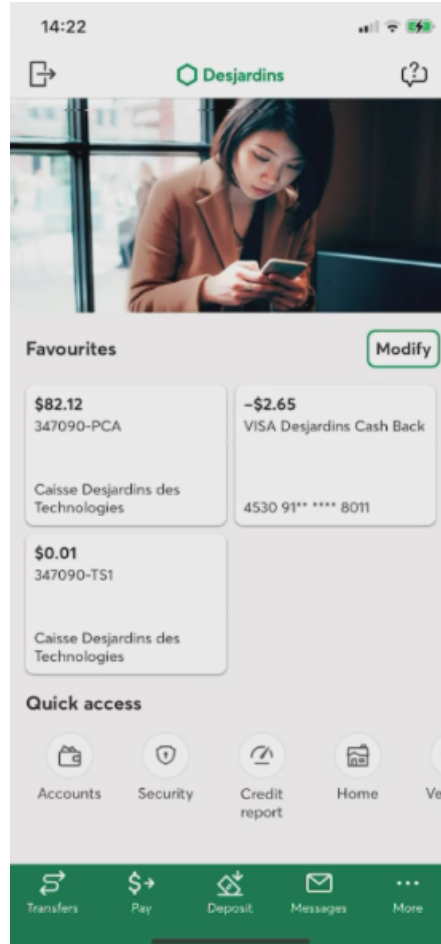 14:22
Desjardins
Favourites
Modify
$82.12
347090-PCA
Caisse Desjardins des
Technologies
-$2.65
VISA Desjardins Cash Back
4530 91** **** 8011
$0.01
347090-TS1
Caisse Desjardins des
Technologies
Quick access
Accounts
Security
Credit
report
Home
Ve
Transfers
Pay
Deposit
Messages
More